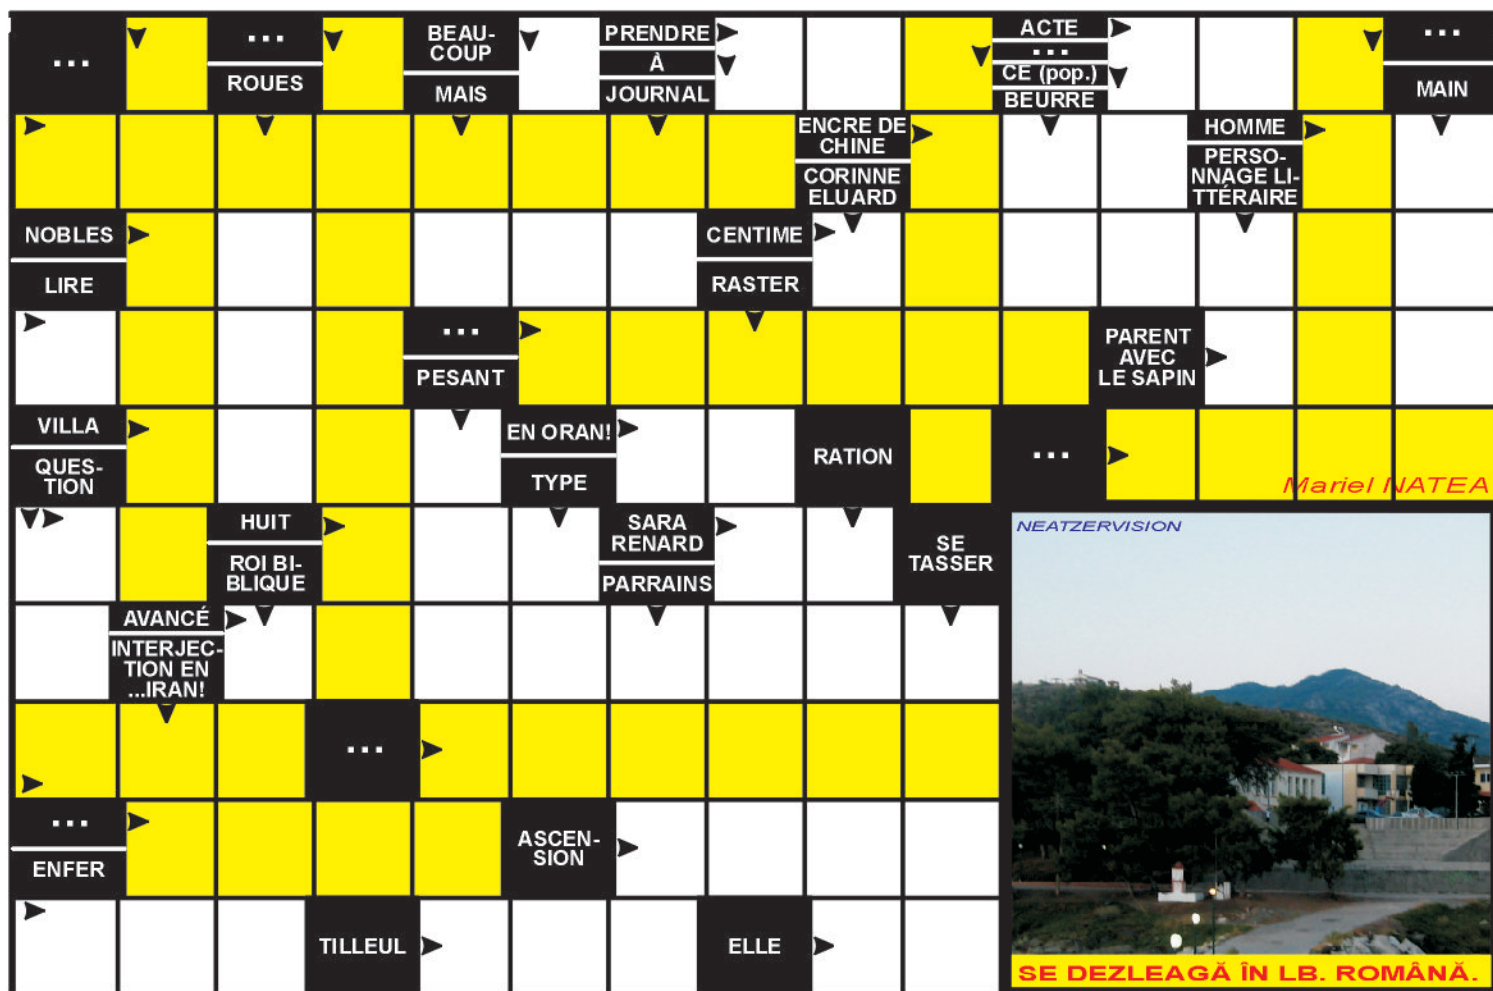 ...
...
ROUES
BEAU-
COUP
MAIS
PRENDRE
À
JOURNAL
ACTE
...
CE (pop.)
BEURRE
...
MAIN
ENCRE DE
CHINE
CORINNE
ELUARD
HOMME
PERSO-
NNAGE LI-
TTÉRAIRE
NOBLES
LIRE
CENTIME
RASTER
...
PESANT
PARENT
AVEC
LE SAPIN
VILLA
QUES-
TION
EN ORAN!
TYPE
RATION
...
Mariel NATEA
HUIT
ROI BI-
BLIQUE
SARA
RENARD
PARRAINS
SE
TASSER
NEATZERVISION
AVANCÉ
INTERJEC-
TION EN
...IRAN!
...
...
ENFER
ASCEN-
SION
TILLEUL
ELLE
SE DEZLEAGĂ ÎN LB. ROMÂNĂ.